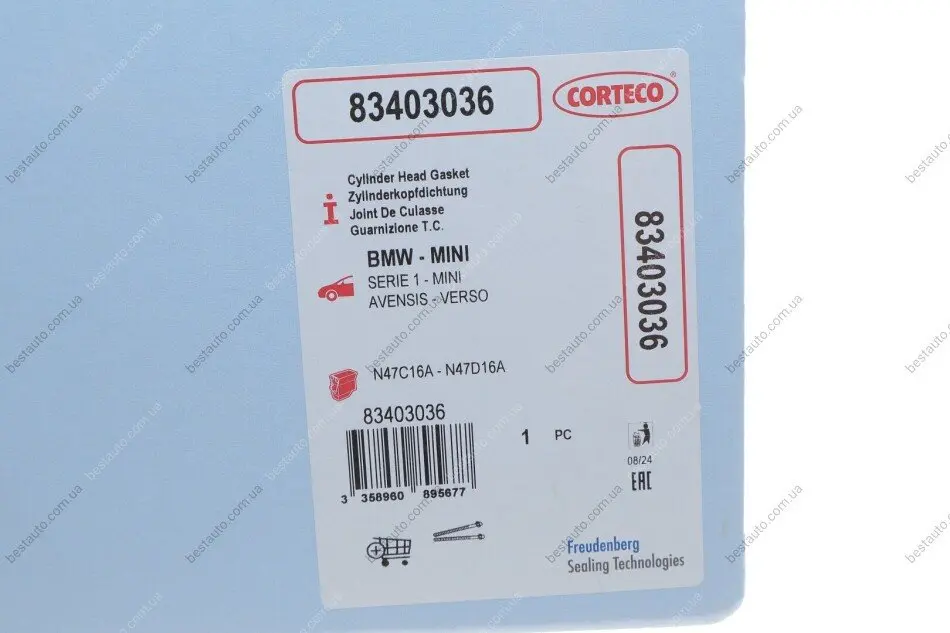 83403036
CORTECO®
Cylinder Head Gasket
Zylinderkopfdichtung
Joint De Culasse
Guarnizione T.C.
BMW - MINI
SERIE 1 - MINI
AVENSIS - VERSO
83403036
N47C16A - N47D16A
83403036
1 PC
08/24
EAC
3 358960 895677
Freudenberg
Sealing Technologies
bestauto.com.ua